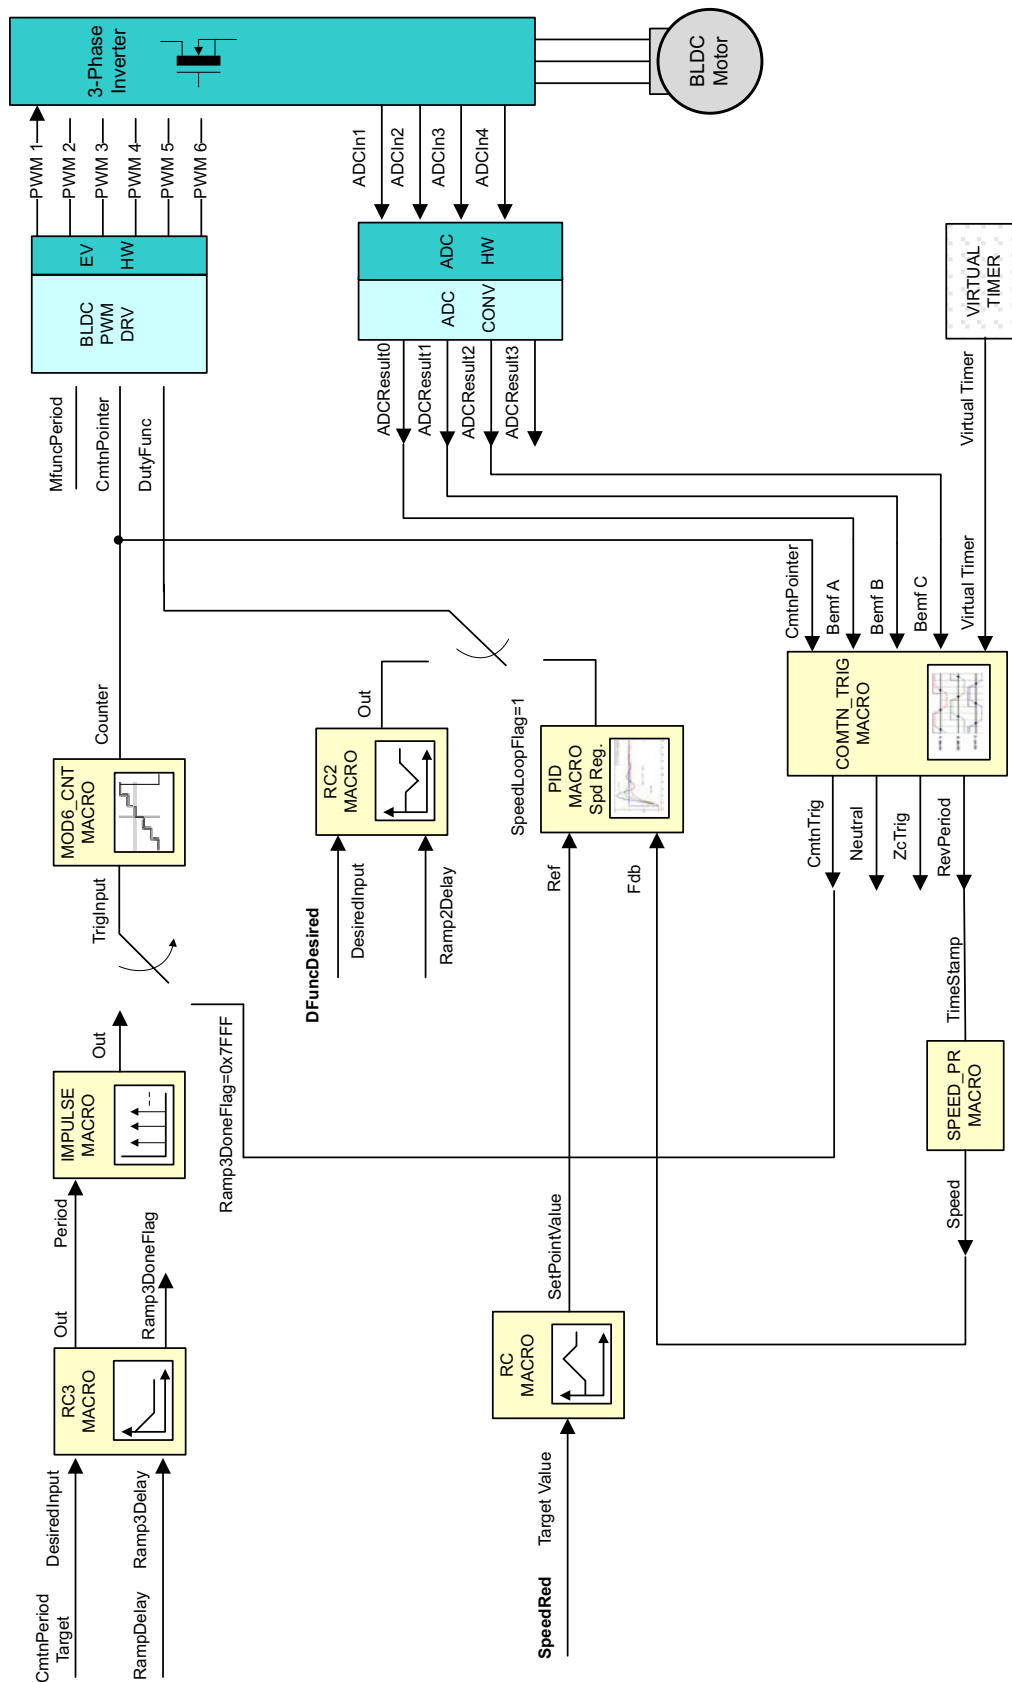 CmtnPeriod
Target
DesiredInput
RampDelay
Ramp3Delay
RC3
MACRO
Out
Period
Ramp3DoneFlag
IMPULSE
MACRO
Out
TrigInput
MOD6_CNT
MACRO
Counter
Ramp3DoneFlag=0x7FFF
MfuncPeriod
CmtnPointer
DutyFunc
BLDC
PWM
DRV
EV
HW
PWM 1
PWM 2
PWM 3
PWM 4
PWM 5
PWM 6
3-Phase
Inverter
BLDC
Motor
DFuncDesired
DesiredInput
Ramp2Delay
RC2
MACRO
Out
SpeedRed
Target Value
RC
MACRO
SetPointValue
Ref
Fdb
PID
MACRO
Spd Reg.
SpeedLoopFlag=1
ADCIn1
ADCIn2
ADCIn3
ADCIn4
ADC
HW
ADC
CONV
ADCResult0
ADCResult1
ADCResult2
ADCResult3
CmtnPointer
Bemf A
Bemf B
Bemf C
Virtual Timer
Virtual Timer
VIRTUAL
TIMER
COMTN_TRIG
MACRO
CmtnTrig
Neutral
ZcTrig
RevPeriod
TimeStamp
SPEED_PR
MACRO
Speed